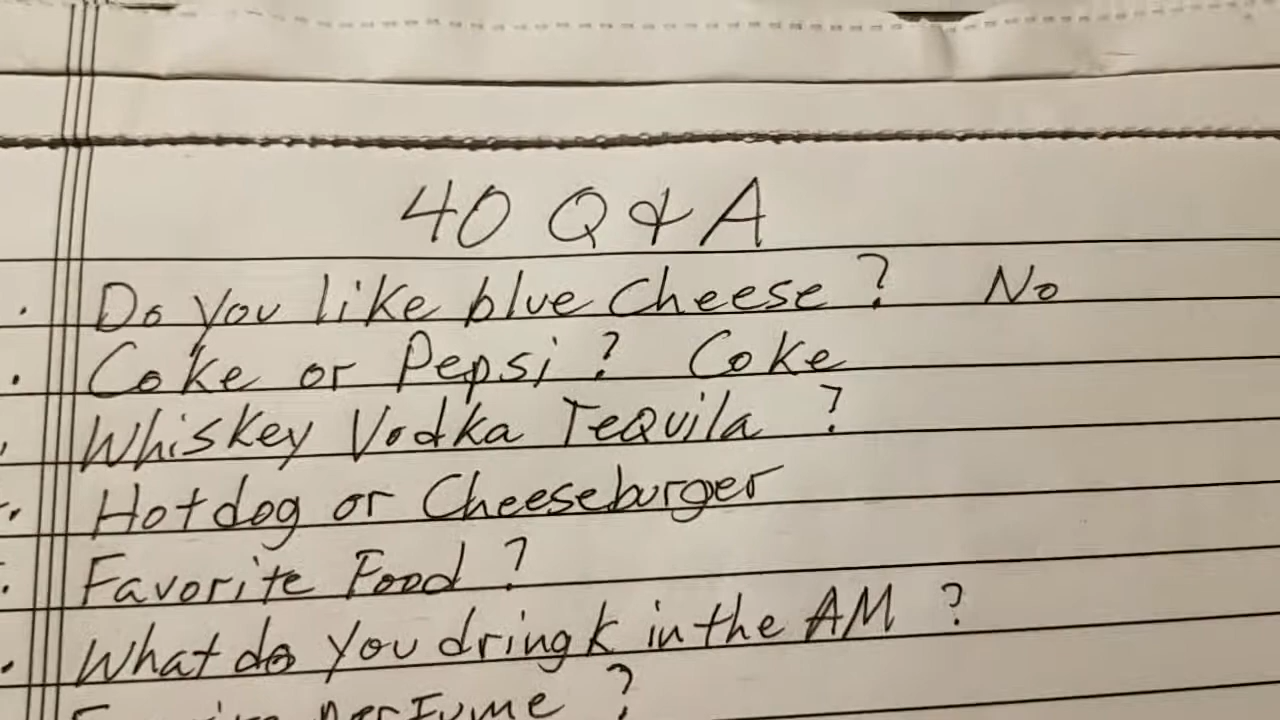 40 Q & A
. Do you like blue Cheese? No
. Coke or Pepsi? Coke
. Whiskey Vodka Tequila?
. Hotdog or Cheeseburger
. Favorite Food?
. What do you dringk in the AM?
perfume?